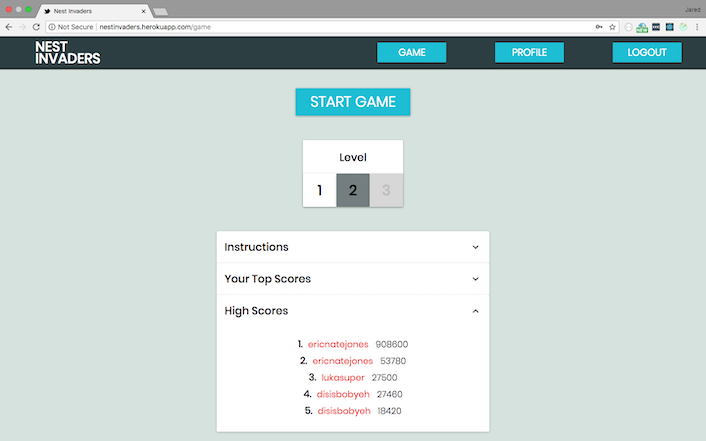 Nest Invaders
Jared
Not Secure | nestinvaders.herokuapp.com/game
NEST
INVADERS
GAME
PROFILE
LOGOUT
START GAME
Level
1 2 3
Instructions
Your Top Scores
High Scores
1. ericnatejones 908600
2. ericnatejones 53780
3. lukasuper 27500
4. disisbobyeh 27460
5. disisbobyeh 18420